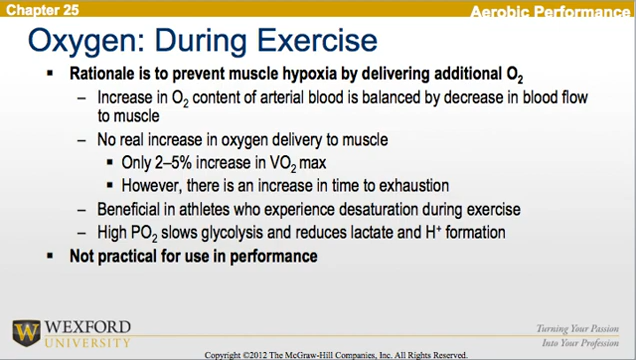 Chapter 25
Aerobic Performance
Oxygen: During Exercise
▪ Rationale is to prevent muscle hypoxia by delivering additional O₂
– Increase in O₂ content of arterial blood is balanced by decrease in blood flow
to muscle
– No real increase in oxygen delivery to muscle
▪ Only 2–5% increase in VO₂ max
▪ However, there is an increase in time to exhaustion
– Beneficial in athletes who experience desaturation during exercise
– High PO₂ slows glycolysis and reduces lactate and H⁺ formation
▪ Not practical for use in performance
WEXFORD
UNIVERSITY
Turning Your Passion
Into Your Profession
Copyright ©2012 The McGraw-Hill Companies, Inc. All Rights Reserved.